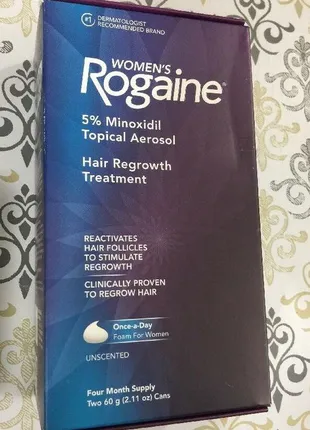 #1 DERMATOLOGIST
RECOMMENDED BRAND
WOMEN'S
Rogaine®
5% Minoxidil
Topical Aerosol
Hair Regrowth
Treatment
REACTIVATES
HAIR FOLLICLES
TO STIMULATE
REGROWTH
CLINICALLY PROVEN
TO REGROW HAIR
Once-a-Day
Foam For Women
UNSCENTED
Four Month Supply
Two 60 g (2.11 oz) Cans